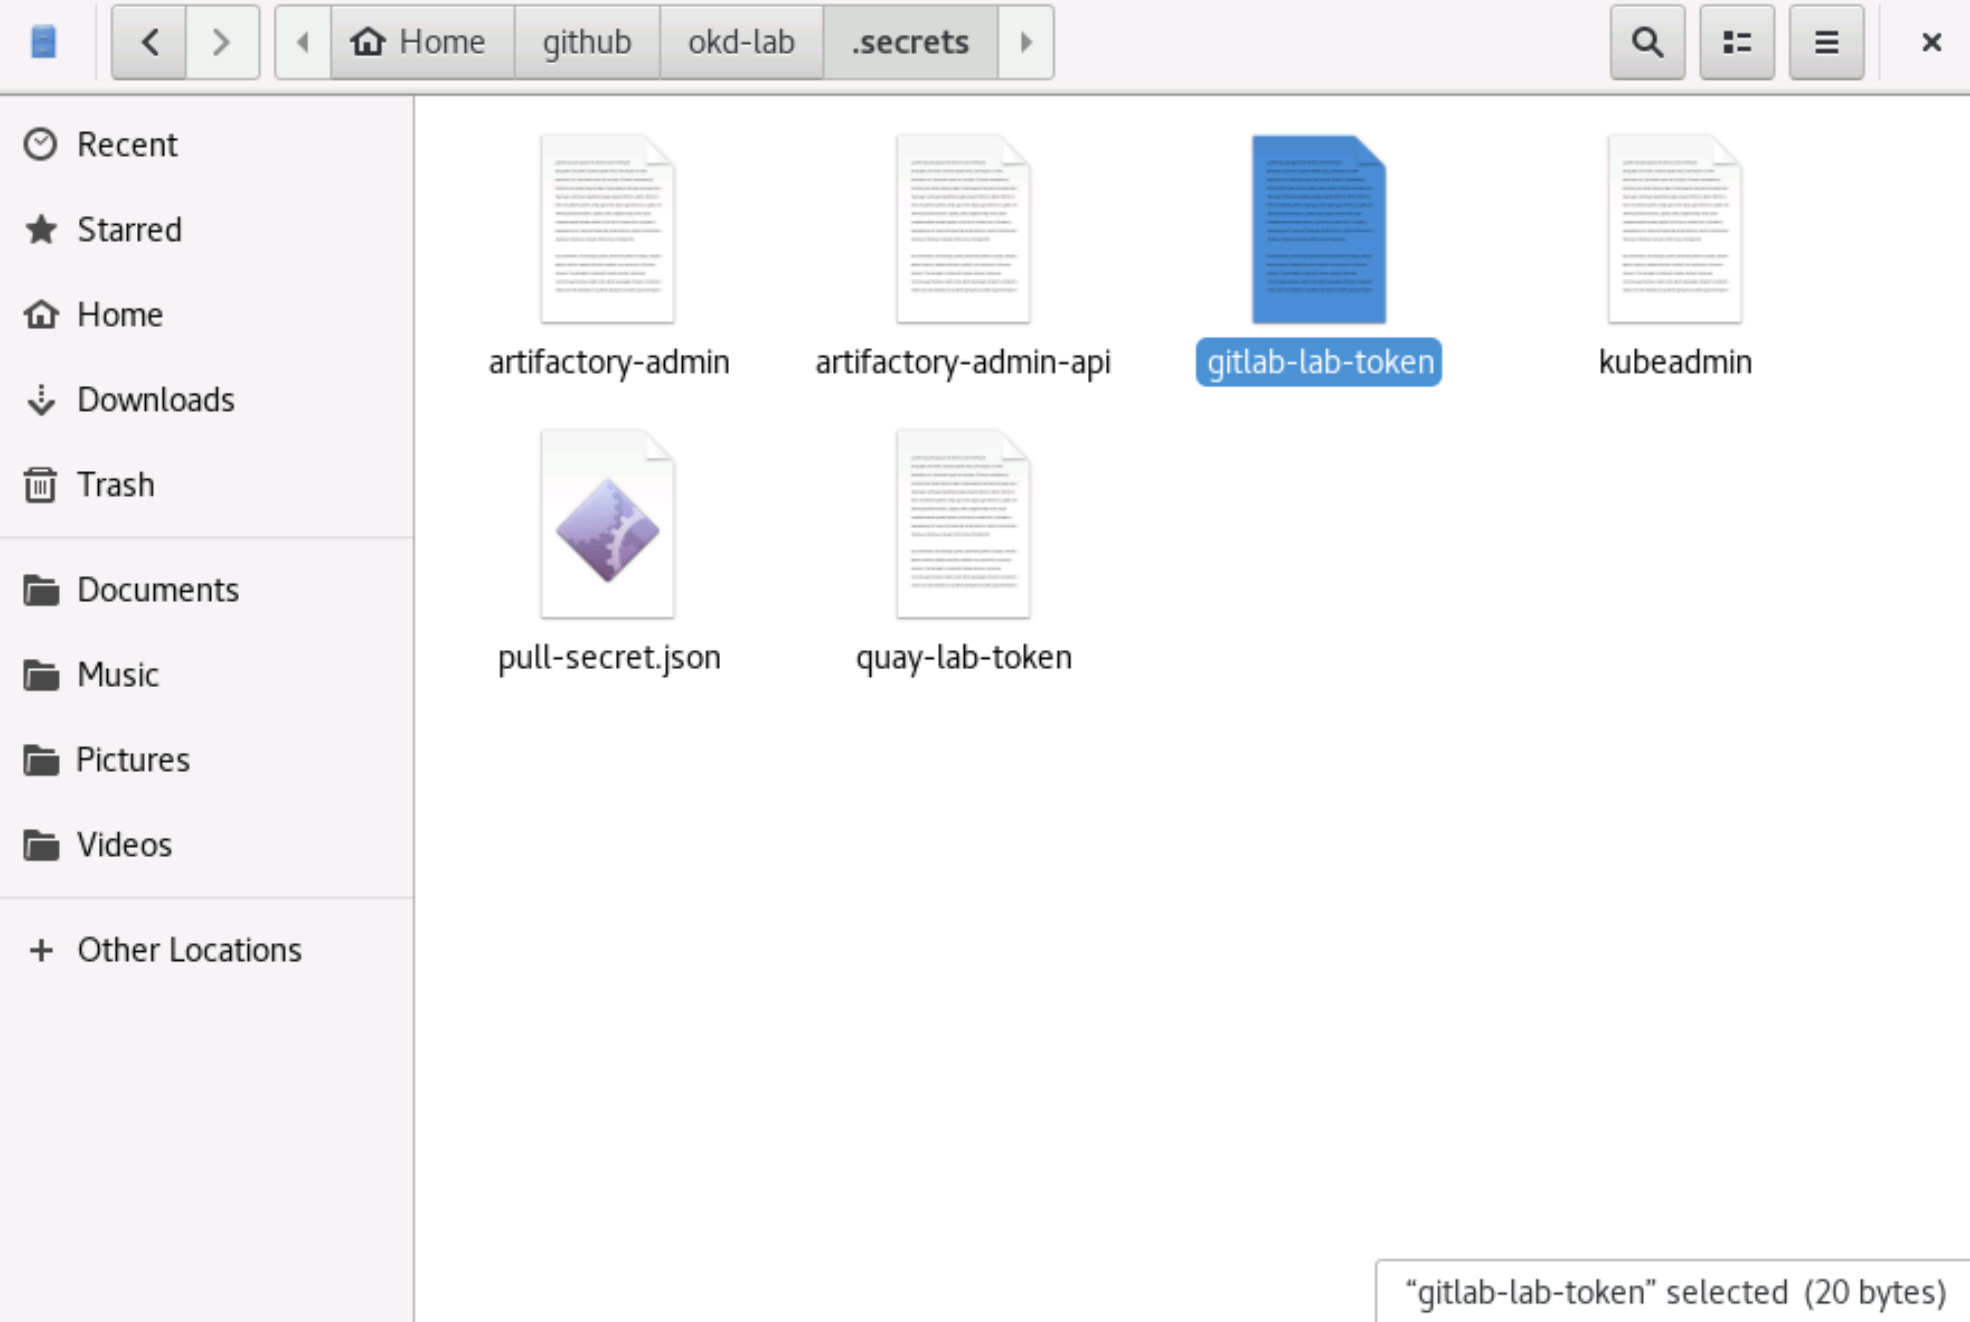 Home github okd-lab .secrets
Recent
Starred
Home
Downloads
Trash
Documents
Music
Pictures
Videos
Other Locations
artifactory-admin artifactory-admin-api gitlab-lab-token kubeadmin
pull-secret.json quay-lab-token
“gitlab-lab-token” selected (20 bytes)